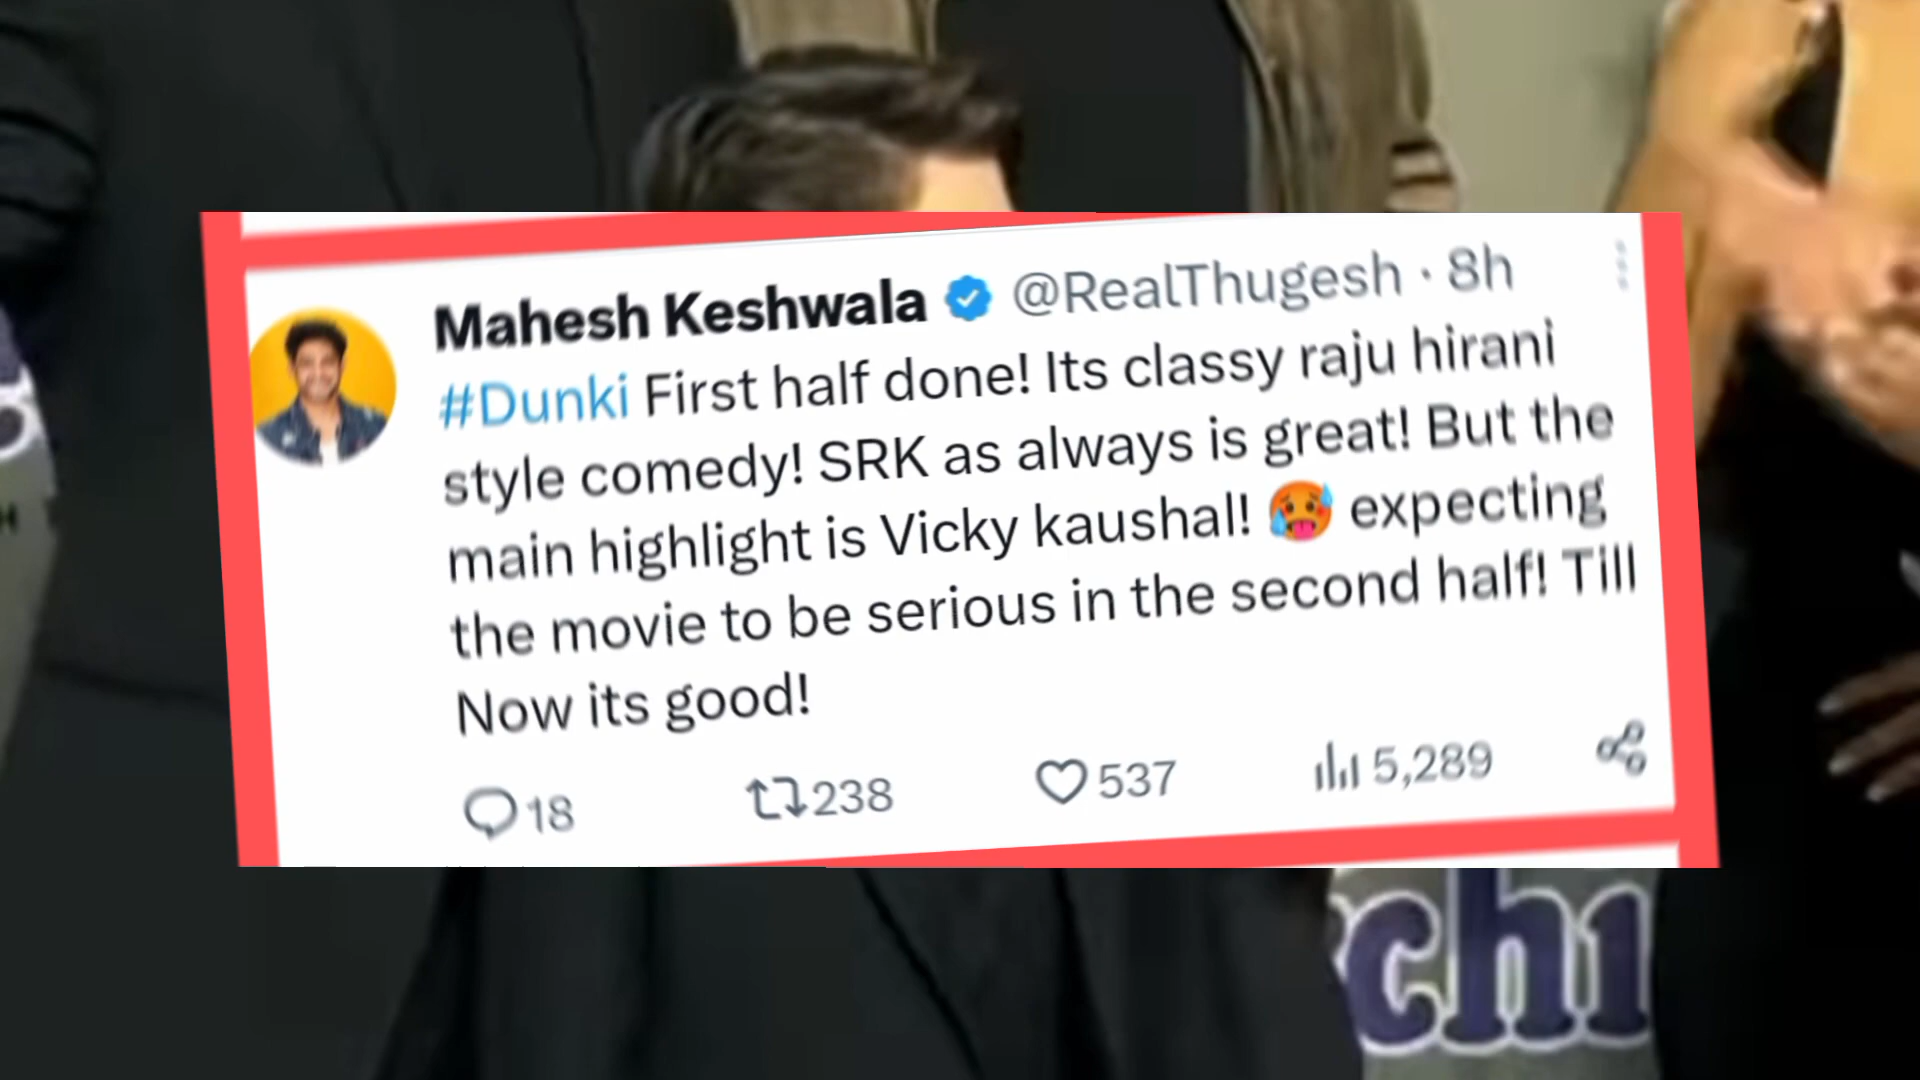 Mahesh Keshwala @RealThugesh · 8h
#Dunki First half done! Its classy raju hirani
style comedy! SRK as always is great! But the
main highlight is Vicky kaushal! 🥵 expecting
the movie to be serious in the second half! Till
Now its good!
18 238 537 5,289
chi